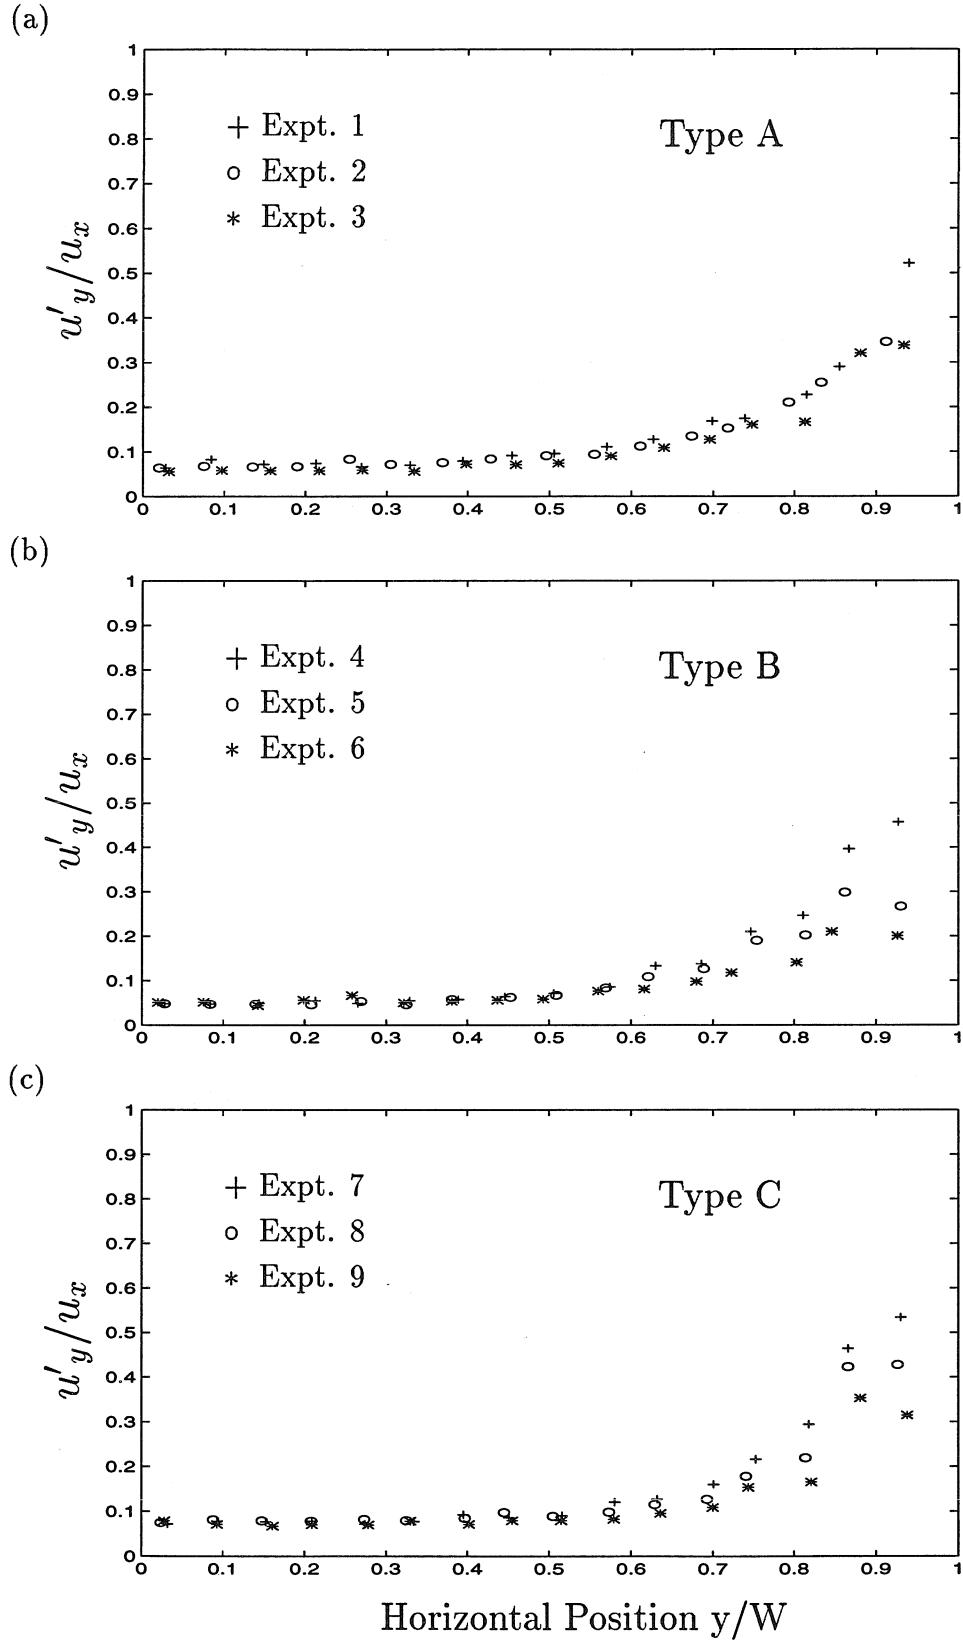 (a)
1
0.9
0.8
0.7
0.6
0.5
0.4
0.3
0.2
0.1
0
+ Expt. 1
o Expt. 2
* Expt. 3
Type A
u'y/ux
0 0.1 0.2 0.3 0.4 0.5 0.6 0.7 0.8 0.9 1
(b)
1
0.9
0.8
0.7
0.6
0.5
0.4
0.3
0.2
0.1
0
+ Expt. 4
o Expt. 5
* Expt. 6
Type B
u'y/ux
0 0.1 0.2 0.3 0.4 0.5 0.6 0.7 0.8 0.9 1
(c)
1
0.9
0.8
0.7
0.6
0.5
0.4
0.3
0.2
0.1
0
+ Expt. 7
o Expt. 8
* Expt. 9
Type C
u'y/ux
0 0.1 0.2 0.3 0.4 0.5 0.6 0.7 0.8 0.9 1
Horizontal Position y/W